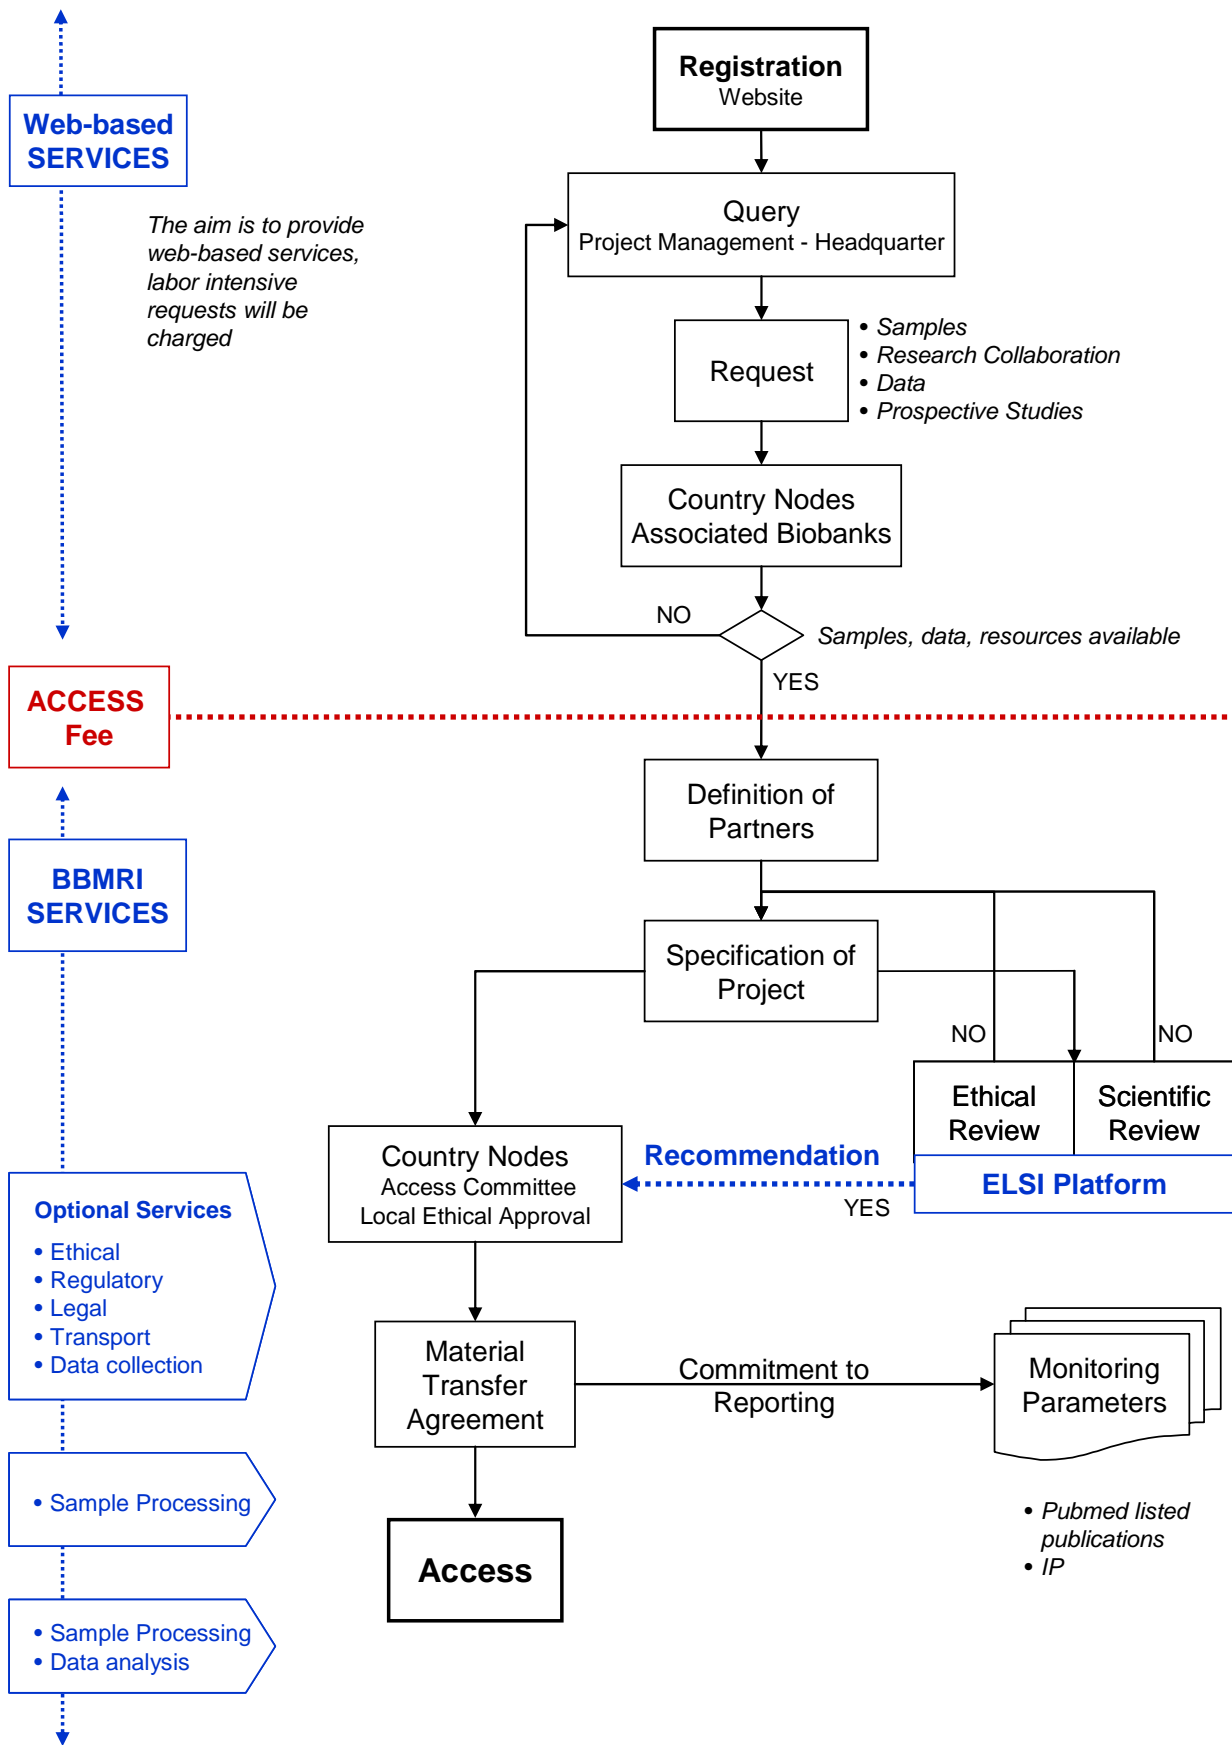 Registration
Website
Web-based
SERVICES
The aim is to provide
web-based services,
labor intensive
requests will be
charged
Query
Project Management - Headquarter
Request
• Samples
• Research Collaboration
• Data
• Prospective Studies
Country Nodes
Associated Biobanks
NO
Samples, data, resources available
YES
ACCESS
Fee
Definition of
Partners
BBMRI
SERVICES
Specification of
Project
NO
NO
Ethical
Review
Scientific
Review
Country Nodes
Access Committee
Local Ethical Approval
Recommendation
YES
ELSI Platform
Optional Services
• Ethical
• Regulatory
• Legal
• Transport
• Data collection
Material
Transfer
Agreement
Commitment to
Reporting
Monitoring
Parameters
• Sample Processing
• Pubmed listed
publications
• IP
Access
• Sample Processing
• Data analysis